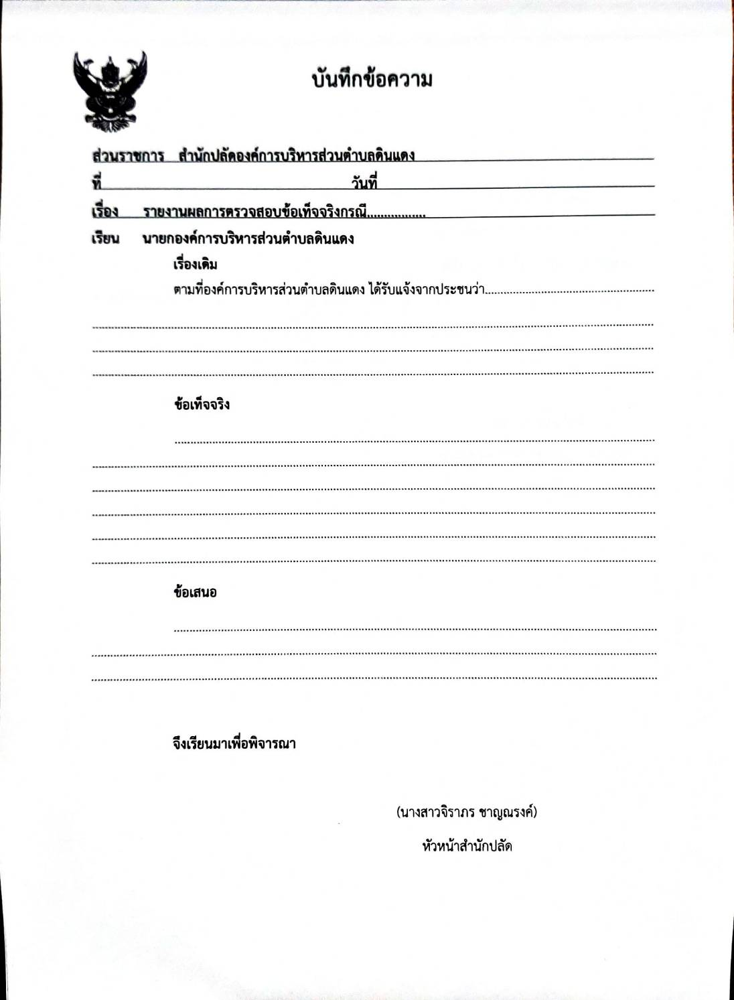 บันทึกข้อความ
ส่วนราชการ สำนักปลัดองค์การบริหารส่วนตำบลดินแดง
ที่ วันที่
เรื่อง รายงานผลการตรวจสอบข้อเท็จจริงกรณี.................
เรียน นายกองค์การบริหารส่วนตำบลดินแดง
เรื่องเดิม
ตามที่องค์การบริหารส่วนตำบลดินแดง ได้รับแจ้งจากประชนว่า..................................................
ข้อเท็จจริง
ข้อเสนอ
จึงเรียนมาเพื่อพิจารณา
(นางสาวจิราภร ชาญณรงค์)
หัวหน้าสำนักปลัด